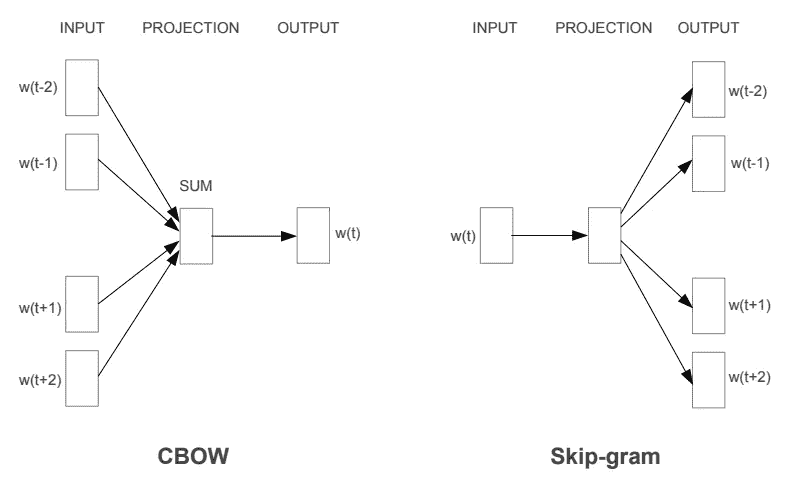 INPUT PROJECTION OUTPUT
w(t-2)
w(t-1)
SUM
w(t)
w(t+1)
w(t+2)
CBOW
INPUT PROJECTION OUTPUT
w(t-2)
w(t-1)
w(t)
w(t+1)
w(t+2)
Skip-gram